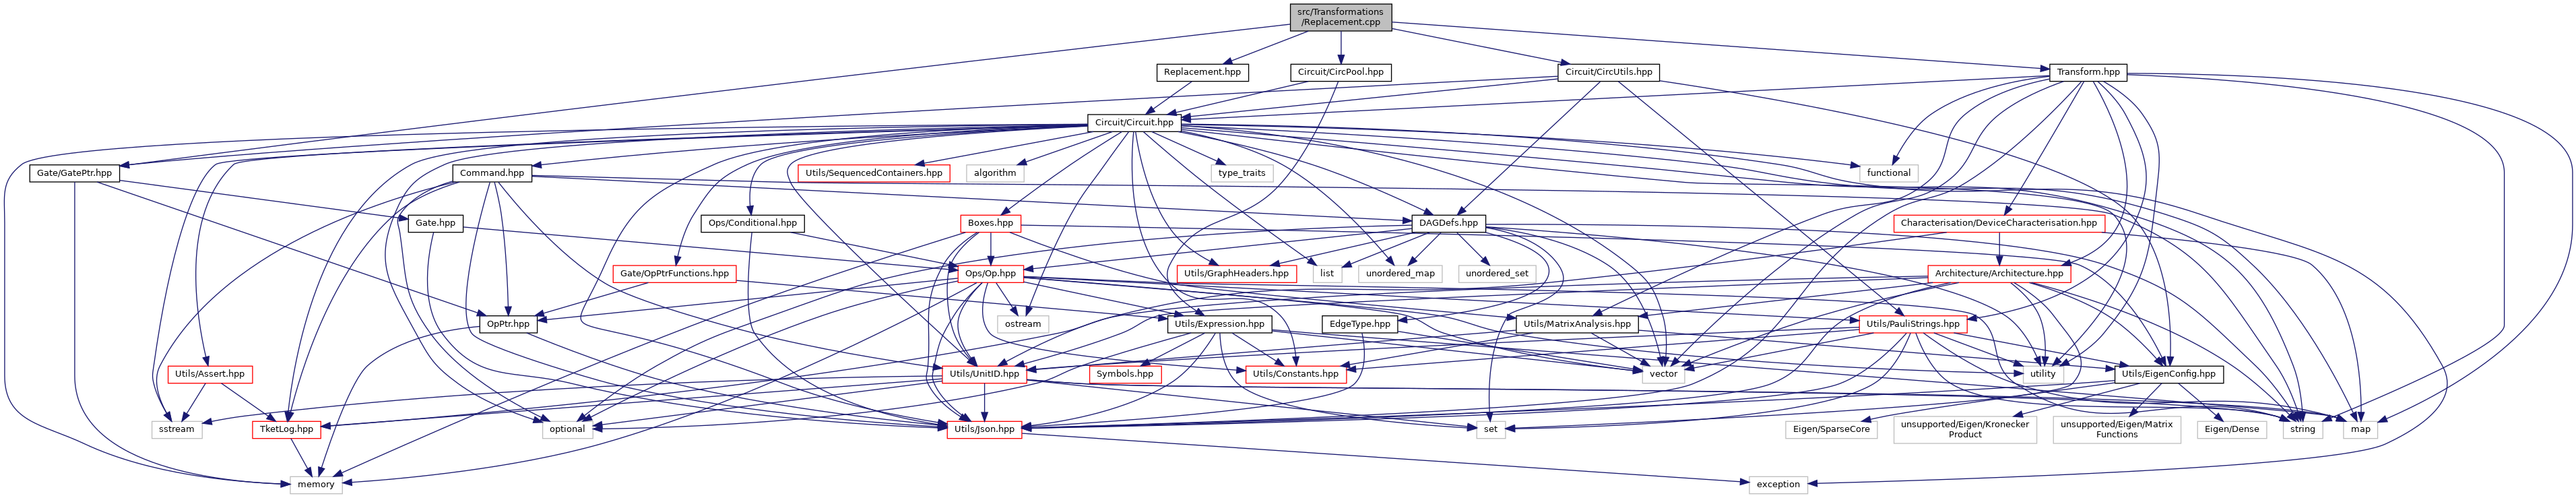 src/Transformations
/Replacement.cpp
Replacement.hpp
Circuit/CircPool.hpp
Circuit/CircUtils.hpp
Transform.hpp
Circuit/Circuit.hpp
Gate/GatePtr.hpp
Command.hpp
Utils/SequencedContainers.hpp
algorithm
type_traits
functional
Gate.hpp
Ops/Conditional.hpp
Boxes.hpp
DAGDefs.hpp
Characterisation/DeviceCharacterisation.hpp
Gate/OpPtrFunctions.hpp
Ops/Op.hpp
Utils/GraphHeaders.hpp
list
unordered_map
unordered_set
Architecture/Architecture.hpp
OpPtr.hpp
ostream
Utils/Expression.hpp
EdgeType.hpp
Utils/MatrixAnalysis.hpp
Utils/PauliStrings.hpp
Utils/Assert.hpp
Utils/UnitID.hpp
Symbols.hpp
Utils/Constants.hpp
vector
utility
Utils/EigenConfig.hpp
sstream
TketLog.hpp
optional
Utils/Json.hpp
set
Eigen/SparseCore
unsupported/Eigen/Kronecker
Product
unsupported/Eigen/Matrix
Functions
Eigen/Dense
string
map
memory
exception